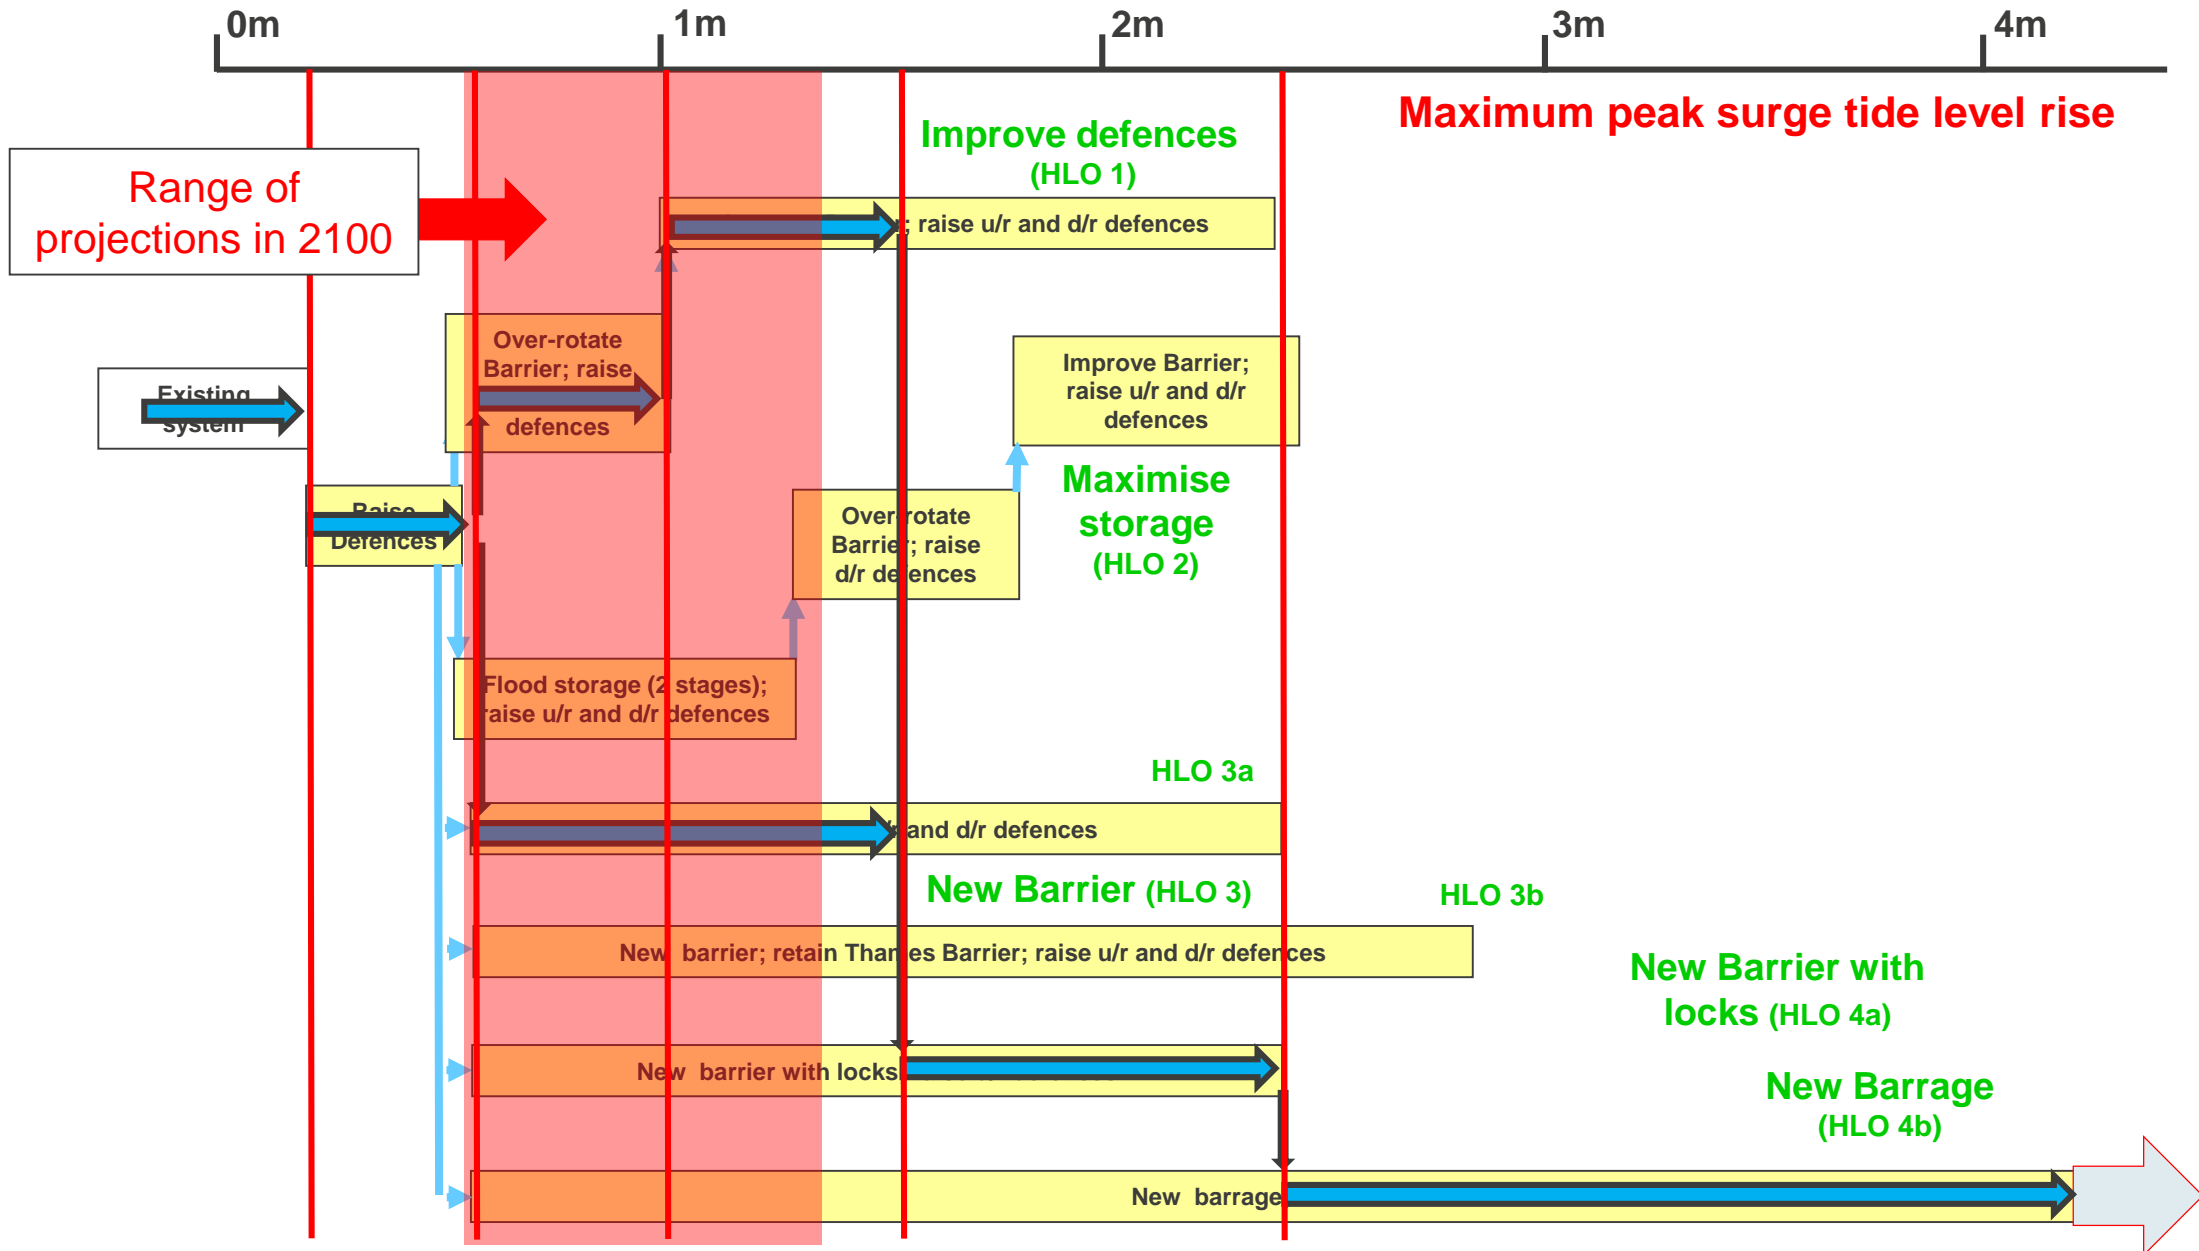 0m
1m
2m
3m
4m
Maximum peak surge tide level rise
Improve defences
(HLO 1)
Range of
projections in 2100
; raise u/r and d/r defences
Over-rotate
Barrier; raise
defences
Improve Barrier;
raise u/r and d/r
defences
Existing
system
Maximise
storage
(HLO 2)
Over-rotate
Barrier; raise
d/r defences
Raise
Defences
Flood storage (2 stages);
raise u/r and d/r defences
HLO 3a
and d/r defences
New Barrier (HLO 3)
HLO 3b
New barrier; retain Thames Barrier; raise u/r and d/r defences
New Barrier with
locks (HLO 4a)
New barrier with locks
New Barrage
(HLO 4b)
New barrage